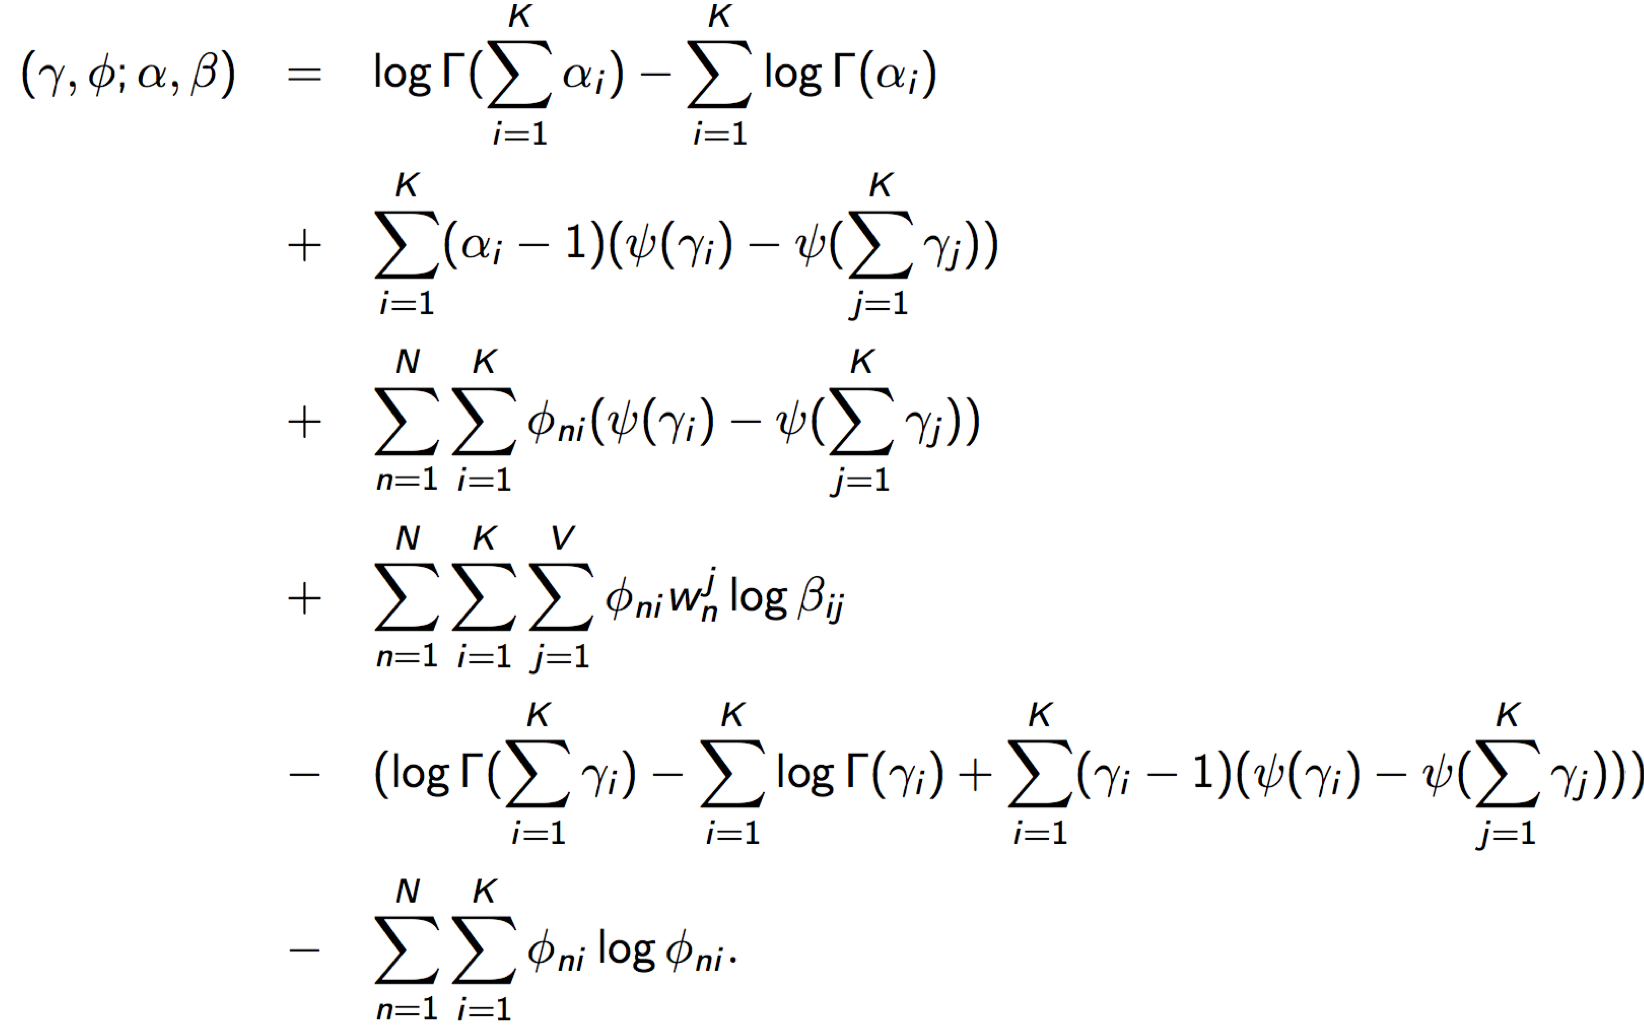 (γ, ϕ; α, β) = log Γ(∑_{i=1}^{K} α_i) − ∑_{i=1}^{K} log Γ(α_i)
+ ∑_{i=1}^{K} (α_i − 1)(ψ(γ_i) − ψ(∑_{j=1}^{K} γ_j))
+ ∑_{n=1}^{N} ∑_{i=1}^{K} ϕ_{ni}(ψ(γ_i) − ψ(∑_{j=1}^{K} γ_j))
+ ∑_{n=1}^{N} ∑_{i=1}^{K} ∑_{j=1}^{V} ϕ_{ni} w_n^j log β_{ij}
− (log Γ(∑_{i=1}^{K} γ_i) − ∑_{i=1}^{K} log Γ(γ_i) + ∑_{i=1}^{K} (γ_i − 1)(ψ(γ_i) − ψ(∑_{j=1}^{K} γ_j)))
− ∑_{n=1}^{N} ∑_{i=1}^{K} ϕ_{ni} log ϕ_{ni}.